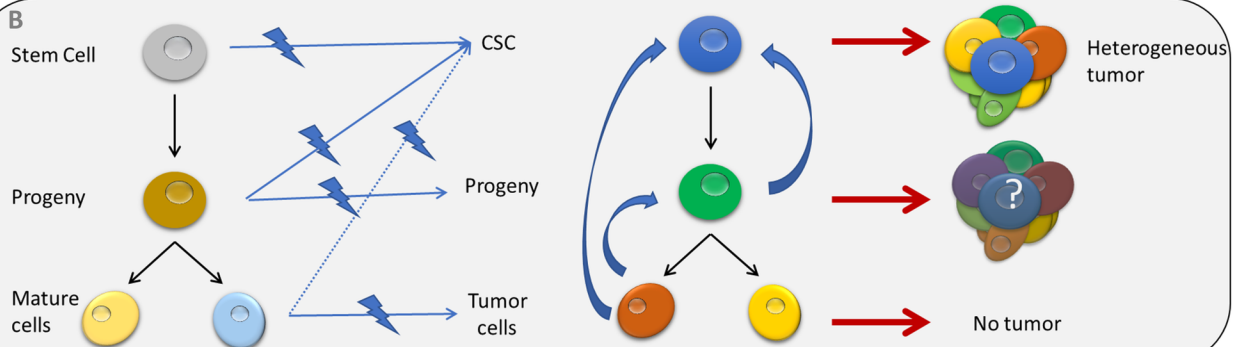 B
Stem Cell
CSC
Heterogeneous
tumor
Progeny
Progeny
?
Mature
cells
Tumor
cells
No tumor